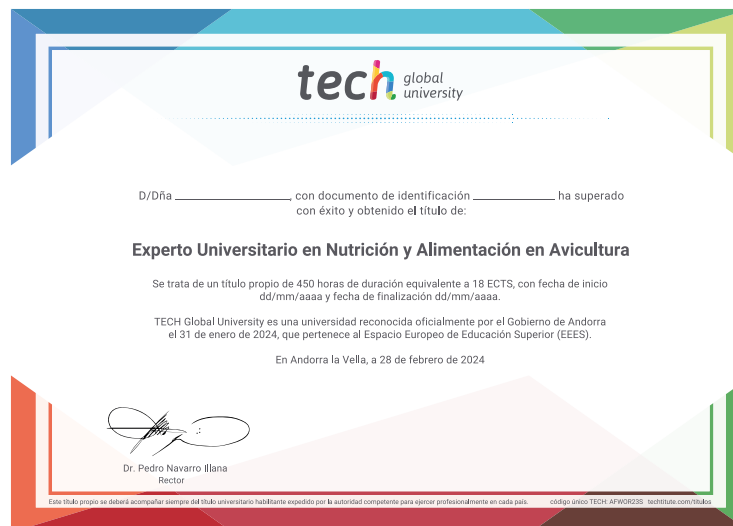 tech global university
D/Dña ____________________, con documento de identificación ______________ ha superado
con éxito y obtenido el título de:
Experto Universitario en Nutrición y Alimentación en Avicultura
Se trata de un título propio de 450 horas de duración equivalente a 18 ECTS, con fecha de inicio
dd/mm/aaaa y fecha de finalización dd/mm/aaaa.
TECH Global University es una universidad reconocida oficialmente por el Gobierno de Andorra
el 31 de enero de 2024, que pertenece al Espacio Europeo de Educación Superior (EEES).
En Andorra la Vella, a 28 de febrero de 2024
Dr. Pedro Navarro Illana
Rector
Este título propio se deberá acompañar siempre del título universitario habilitante expedido por la autoridad competente para ejercer profesionalmente en cada país. código único TECH: AFWOR23S techtitute.com/titulos